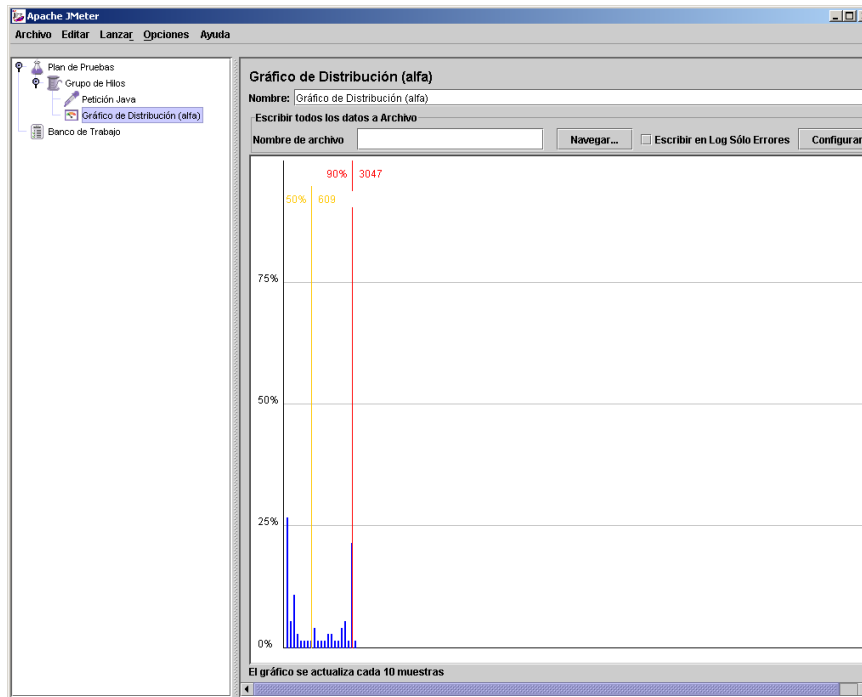 Apache JMeter
Archivo Editar Lanzar Opciones Ayuda
Plan de Pruebas
Grupo de Hilos
Petición Java
Gráfico de Distribución (alfa)
Banco de Trabajo
Gráfico de Distribución (alfa)
Nombre: Gráfico de Distribución (alfa)
Escribir todos los datos a Archivo
Nombre de archivo Navegar... Escribir en Log Sólo Errores Configurar
90% 3047
50% 609
75%
50%
25%
0%
El gráfico se actualiza cada 10 muestras